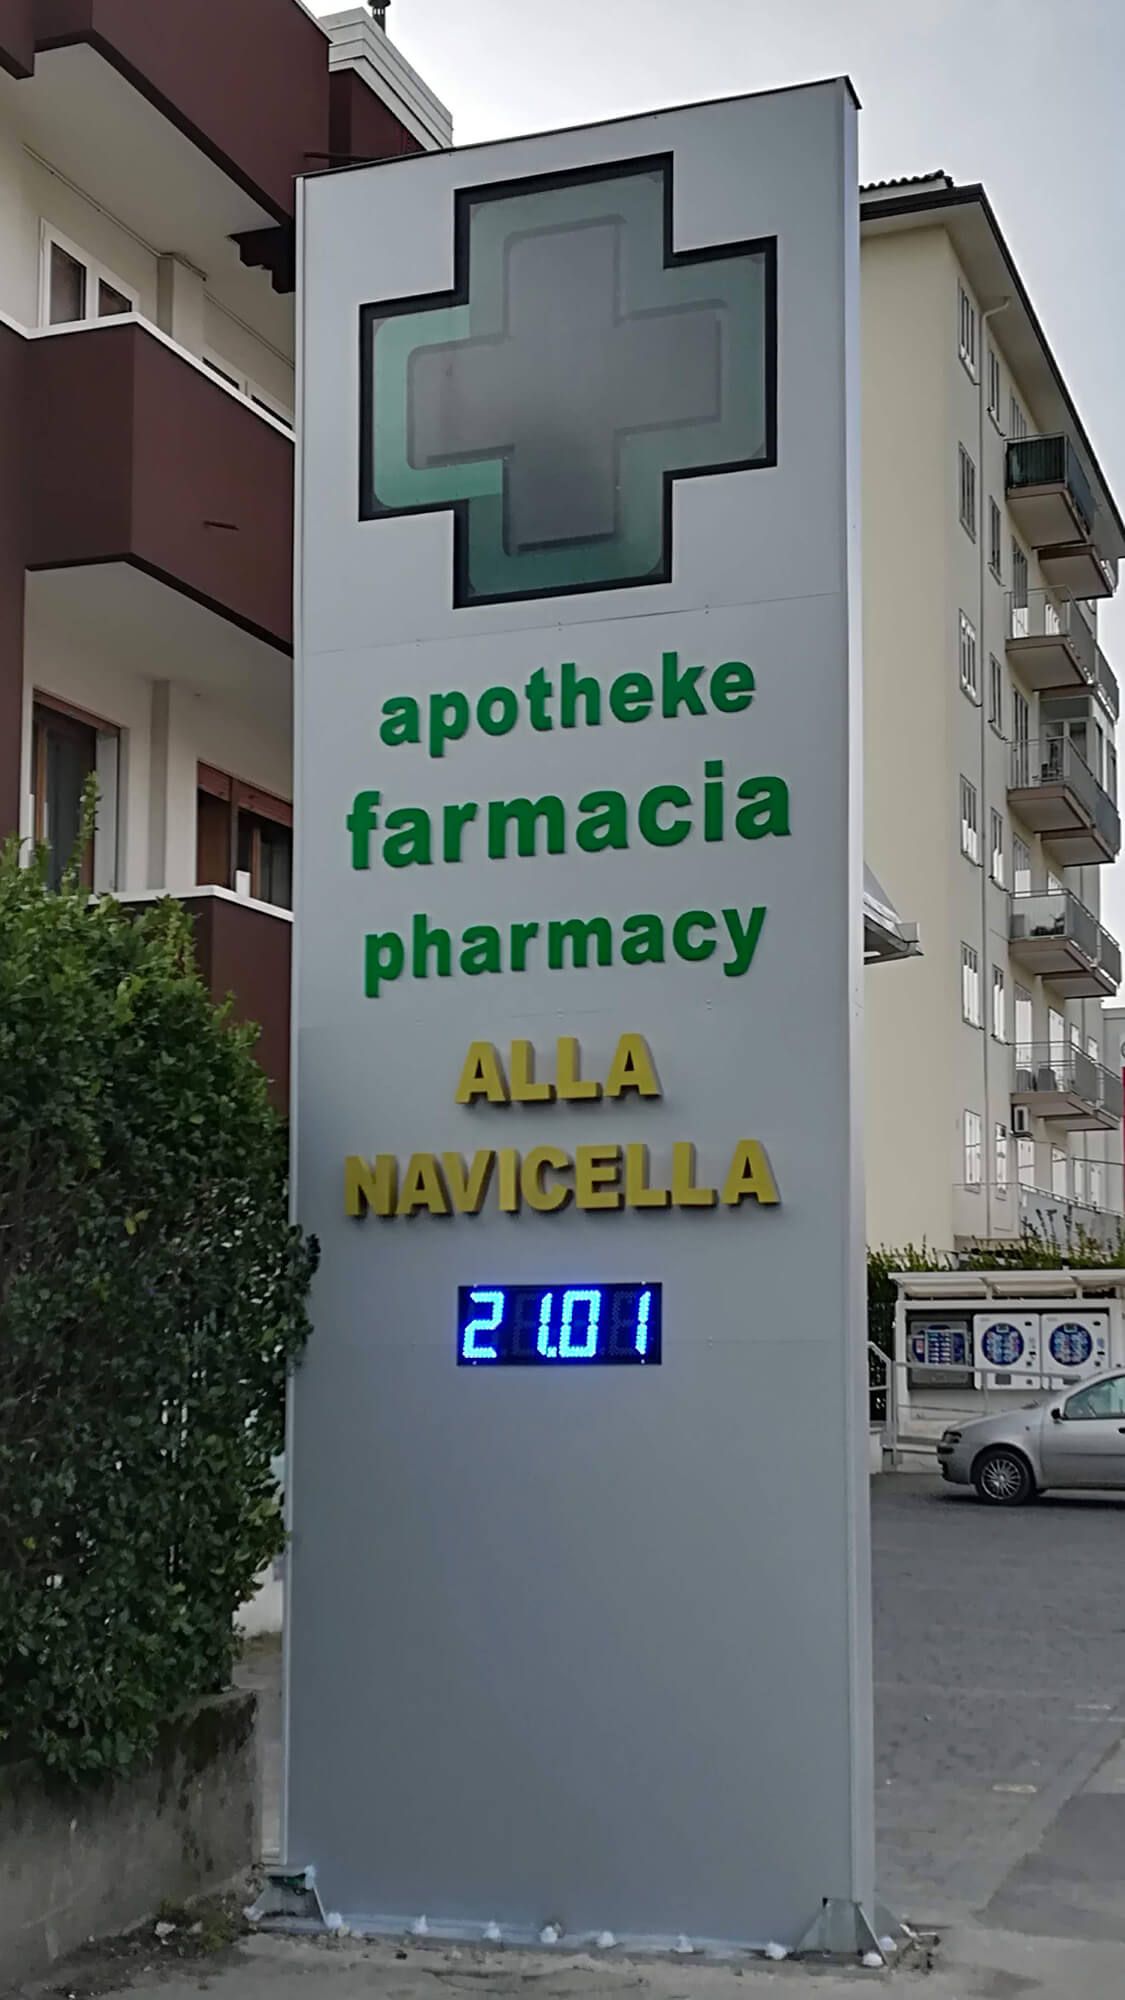 apotheke
farmacia
pharmacy
ALLA
NAVICELLA
21.01